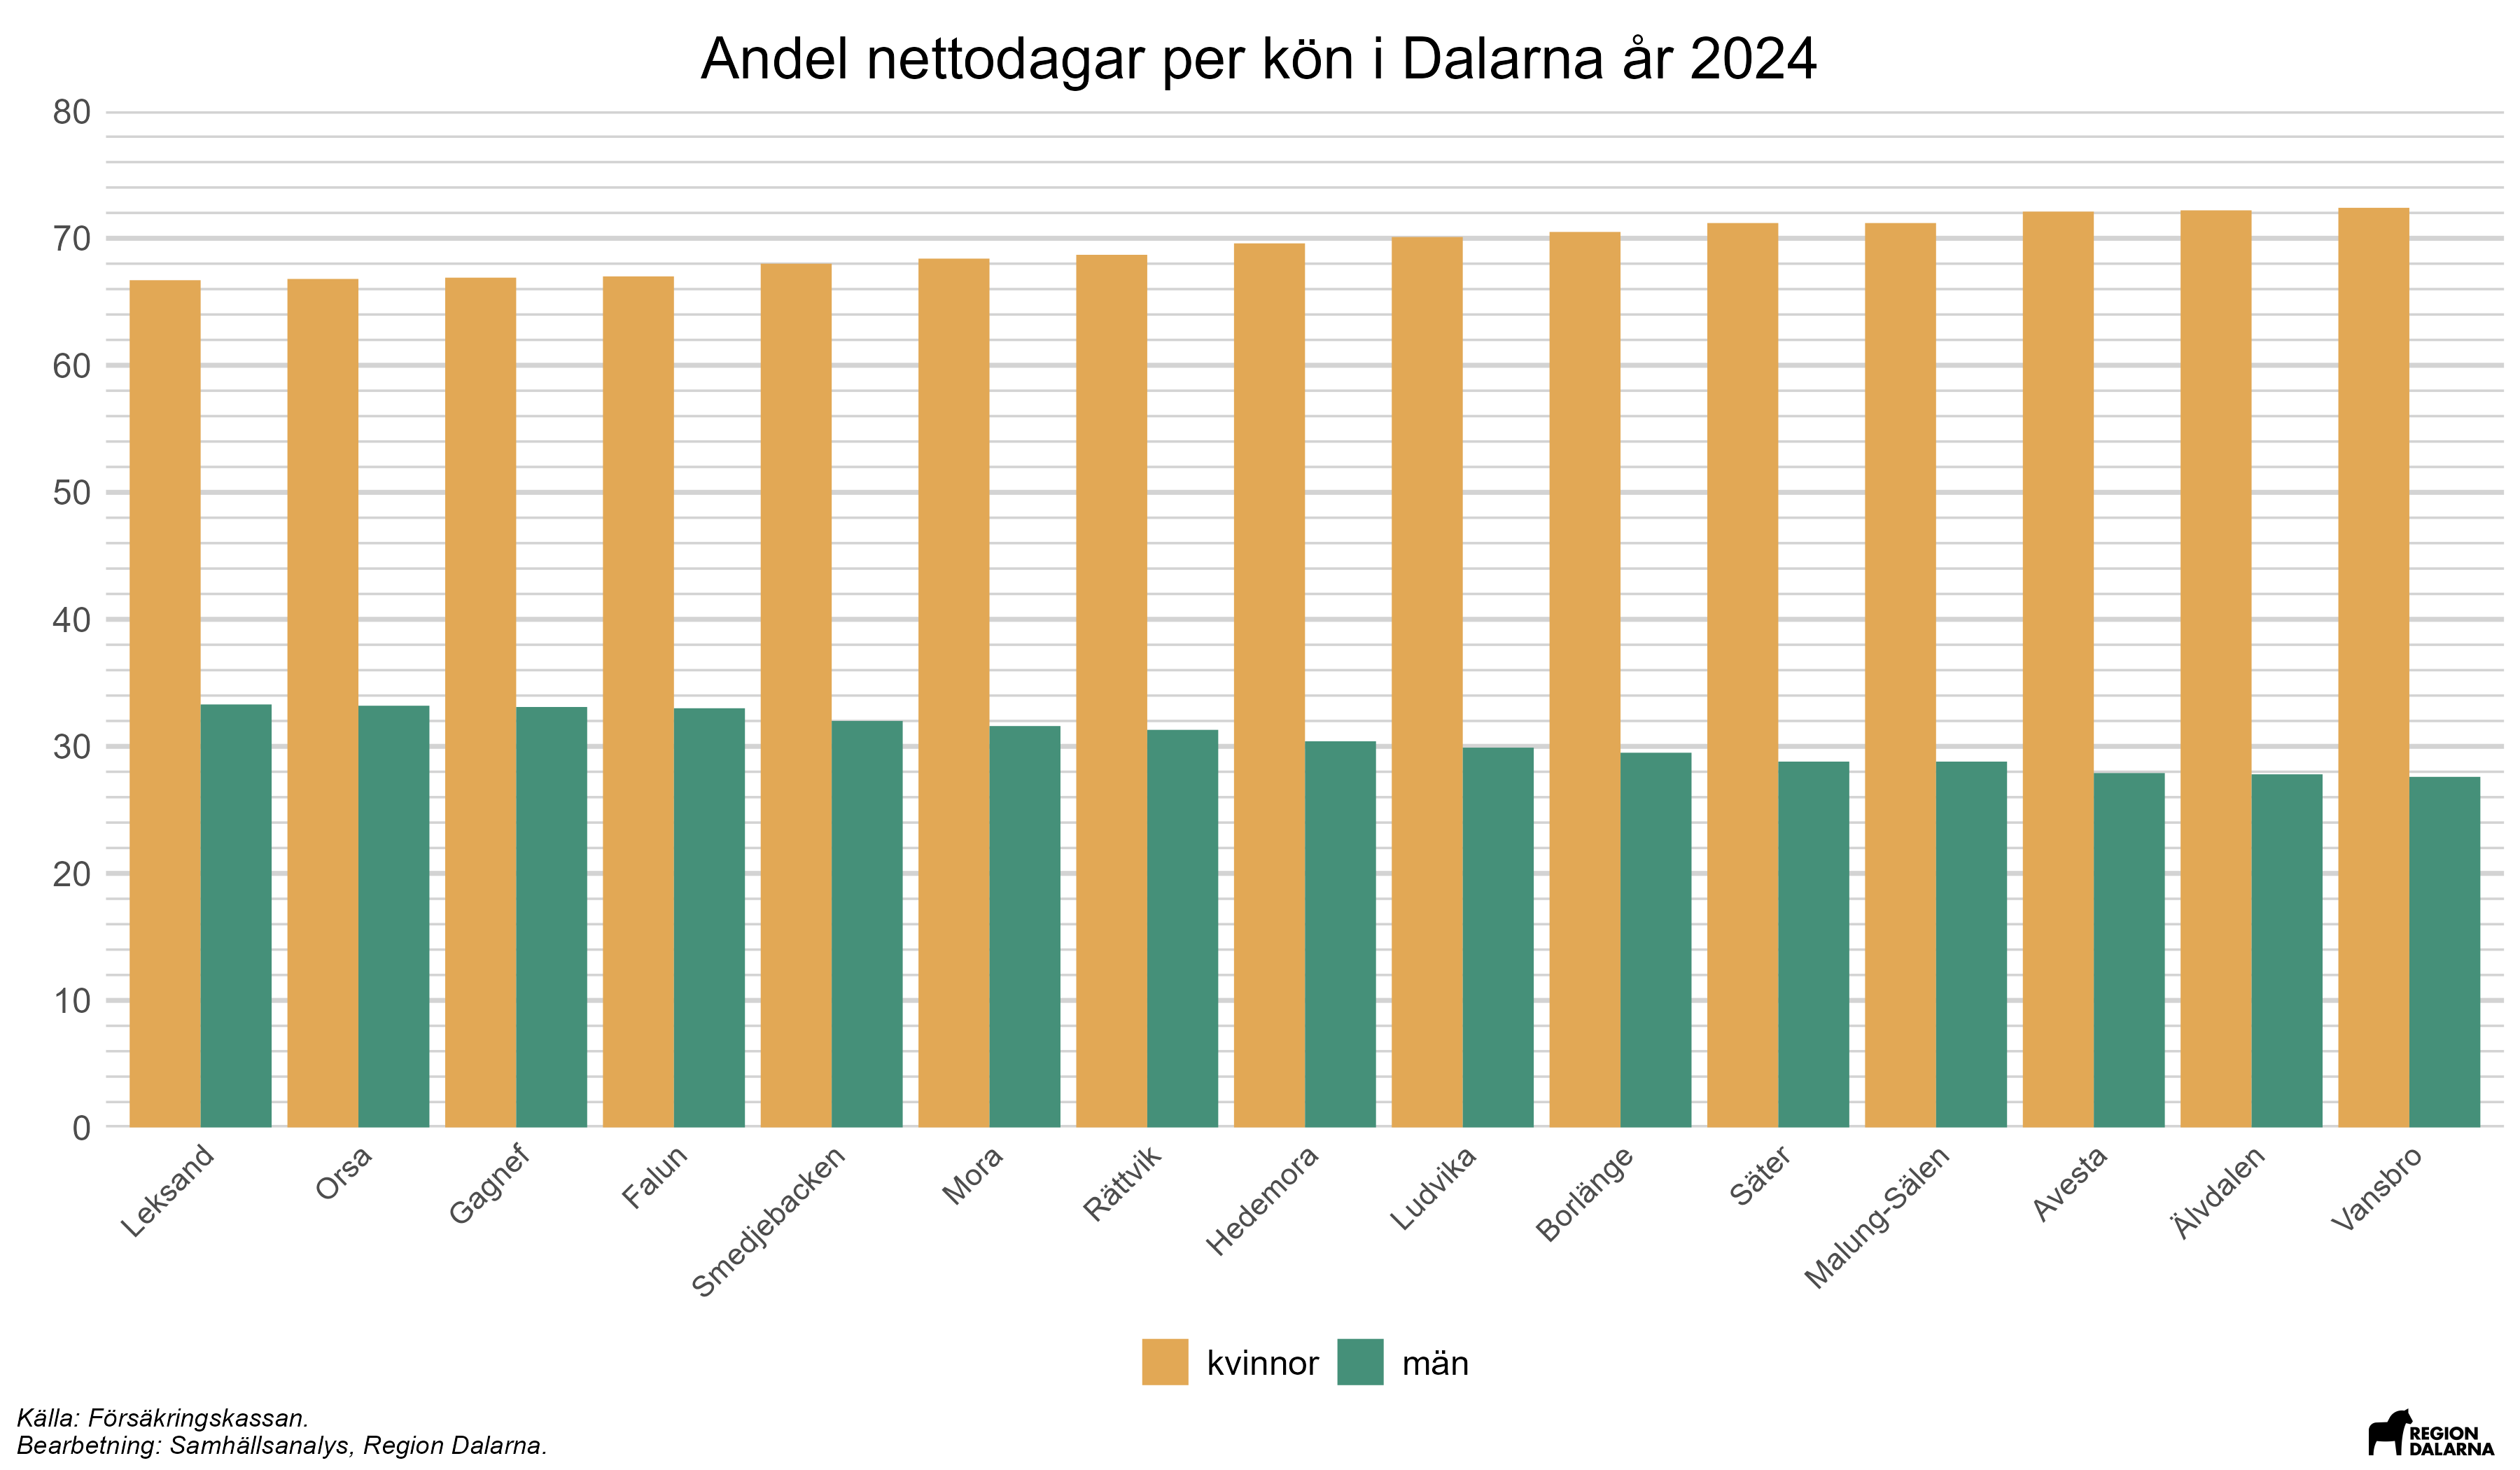 Andel nettodagar per kön i Dalarna år 2024
80
70
60
50
40
30
20
10
0
Leksand
Orsa
Gagnef
Falun
Smedjebacken
Mora
Rättvik
Hedemora
Ludvika
Borlänge
Säter
Malung-Sälen
Avesta
Älvdalen
Vansbro
kvinnor
män
Källa: Försäkringskassan.
Bearbetning: Samhällsanalys, Region Dalarna.
REGION
DALARNA